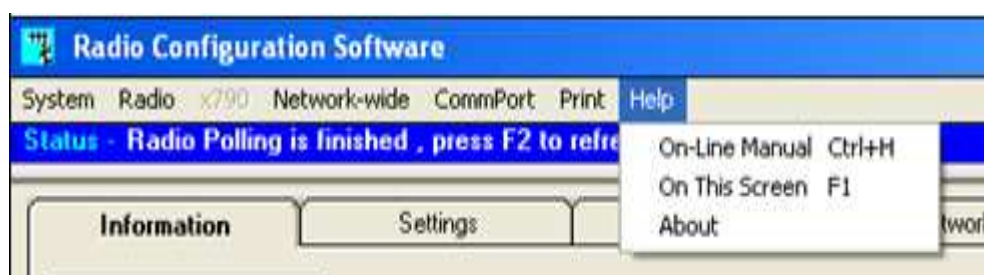 Radio Configuration Software
System Radio x790 Network-wide CommPort Print Help
Status - Radio Polling is finished , press F2 to
On-Line Manual Ctrl+H
On This Screen F1
About
Information Settings